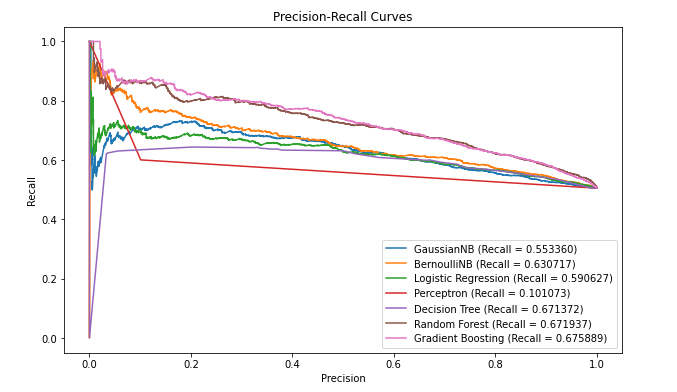 Precision-Recall Curves
1.0
0.8
0.6
0.4
0.2
0.0
Recall
GaussianNB (Recall = 0.553360)
BernoulliNB (Recall = 0.630717)
Logistic Regression (Recall = 0.590627)
Perceptron (Recall = 0.101073)
Decision Tree (Recall = 0.671372)
Random Forest (Recall = 0.671937)
Gradient Boosting (Recall = 0.675889)
0.0 0.2 0.4 0.6 0.8 1.0
Precision